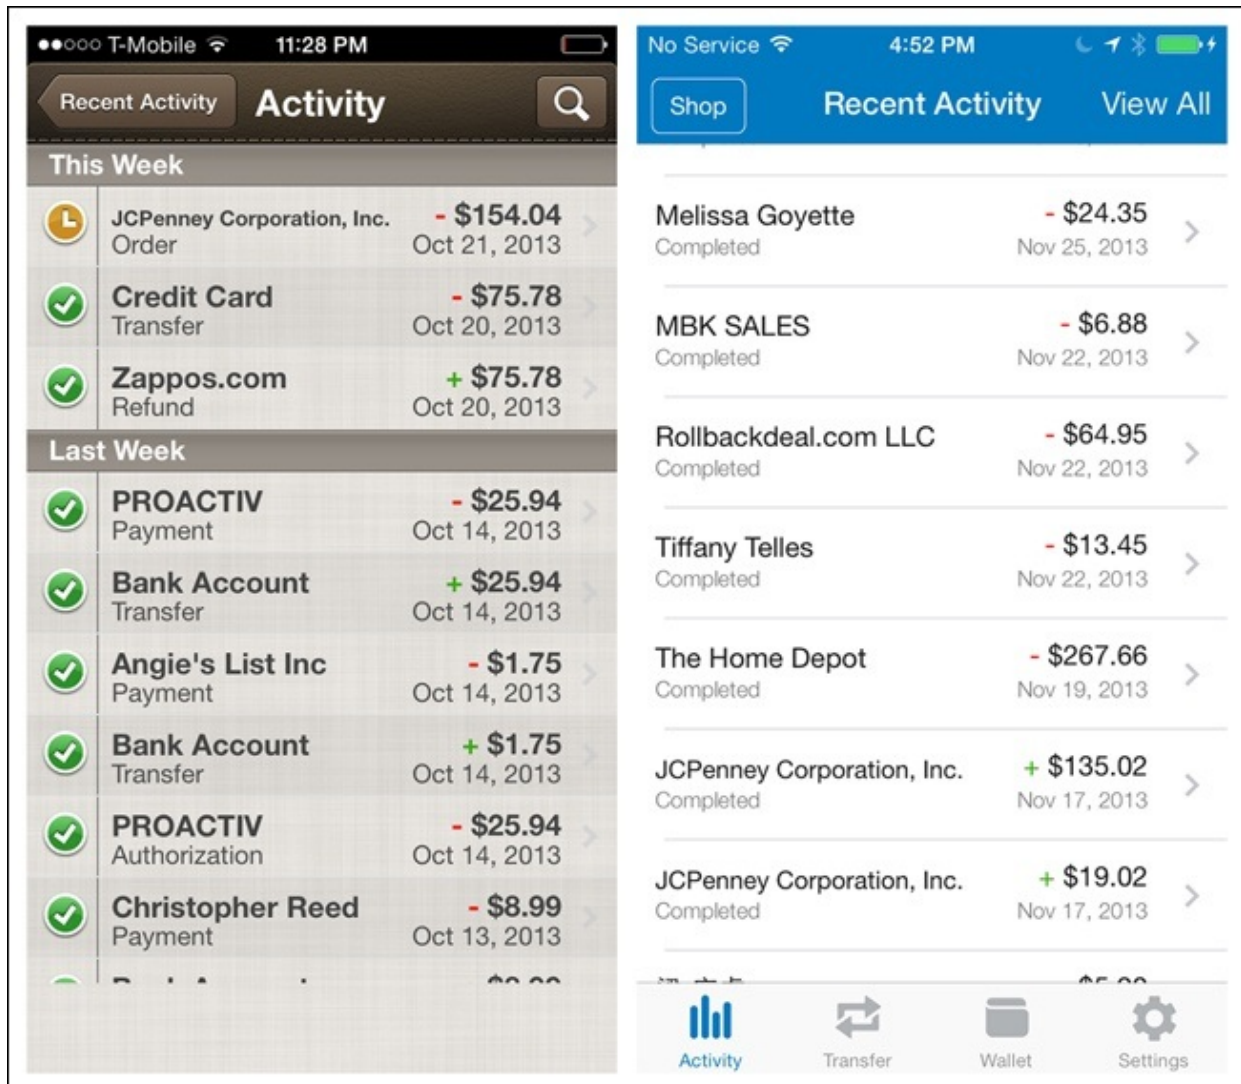 T-Mobile 11:28 PM
Recent Activity Activity
This Week
JCPenney Corporation, Inc. - $154.04
Order Oct 21, 2013
Credit Card - $75.78
Transfer Oct 20, 2013
Zappos.com + $75.78
Refund Oct 20, 2013
Last Week
PROACTIV - $25.94
Payment Oct 14, 2013
Bank Account + $25.94
Transfer Oct 14, 2013
Angie's List Inc - $1.75
Payment Oct 14, 2013
Bank Account + $1.75
Transfer Oct 14, 2013
PROACTIV - $25.94
Authorization Oct 14, 2013
Christopher Reed - $8.99
Payment Oct 13, 2013
No Service 4:52 PM
Shop Recent Activity View All
Melissa Goyette - $24.35
Completed Nov 25, 2013
MBK SALES - $6.88
Completed Nov 22, 2013
Rollbackdeal.com LLC - $64.95
Completed Nov 22, 2013
Tiffany Telles - $13.45
Completed Nov 22, 2013
The Home Depot - $267.66
Completed Nov 19, 2013
JCPenney Corporation, Inc. + $135.02
Completed Nov 17, 2013
JCPenney Corporation, Inc. + $19.02
Completed Nov 17, 2013
Activity Transfer Wallet Settings